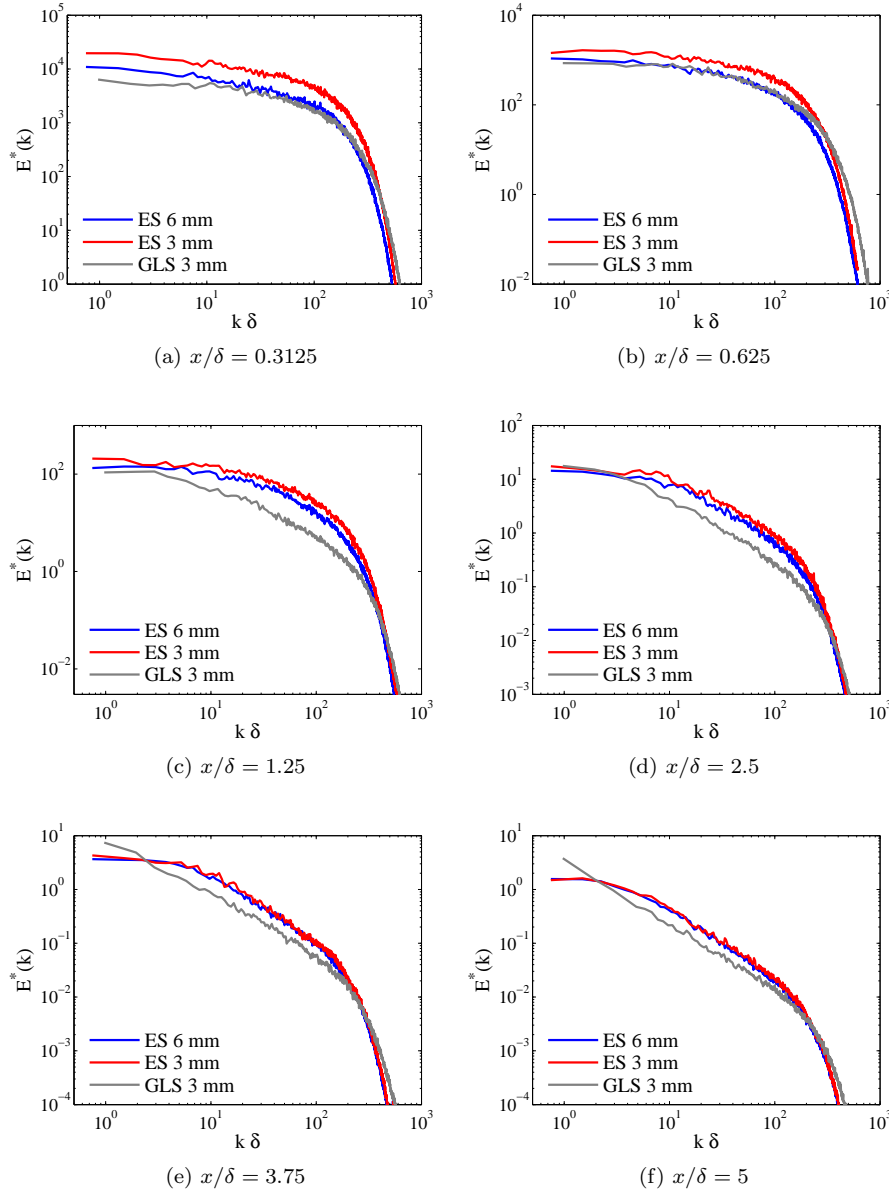 10^5
10^4
10^3
10^2
10^1
10^0
E^*(k)
ES 6 mm
ES 3 mm
GLS 3 mm
10^0 10^1 10^2 10^3
k δ
(a) x/δ = 0.3125
10^4
10^2
10^0
10^-2
E^*(k)
ES 6 mm
ES 3 mm
GLS 3 mm
10^0 10^1 10^2 10^3
k δ
(b) x/δ = 0.625
10^2
10^0
10^-2
E^*(k)
ES 6 mm
ES 3 mm
GLS 3 mm
10^0 10^1 10^2 10^3
k δ
(c) x/δ = 1.25
10^2
10^1
10^0
10^-1
10^-2
10^-3
E^*(k)
ES 6 mm
ES 3 mm
GLS 3 mm
10^0 10^1 10^2 10^3
k δ
(d) x/δ = 2.5
10^1
10^0
10^-1
10^-2
10^-3
10^-4
E^*(k)
ES 6 mm
ES 3 mm
GLS 3 mm
10^0 10^1 10^2 10^3
k δ
(e) x/δ = 3.75
10^1
10^0
10^-1
10^-2
10^-3
10^-4
E^*(k)
ES 6 mm
ES 3 mm
GLS 3 mm
10^0 10^1 10^2 10^3
k δ
(f) x/δ = 5